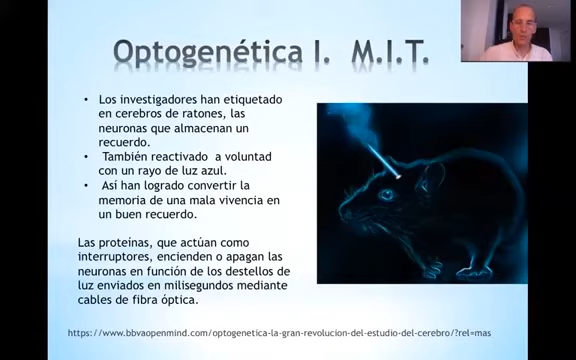 Optogenética I. M.I.T.
• Los investigadores han etiquetado
en cerebros de ratones, las
neuronas que almacenan un
recuerdo.
• También reactivado a voluntad
con un rayo de luz azul.
• Así han logrado convertir la
memoria de una mala vivencia en
un buen recuerdo.
Las proteínas, que actúan como
interruptores, encienden o apagan las
neuronas en función de los destellos de
luz enviados en milisegundos mediante
cables de fibra óptica.
https://www.bbvaopenmind.com/optogenetica-la-gran-revolucion-del-estudio-del-cerebro/?rel=mas